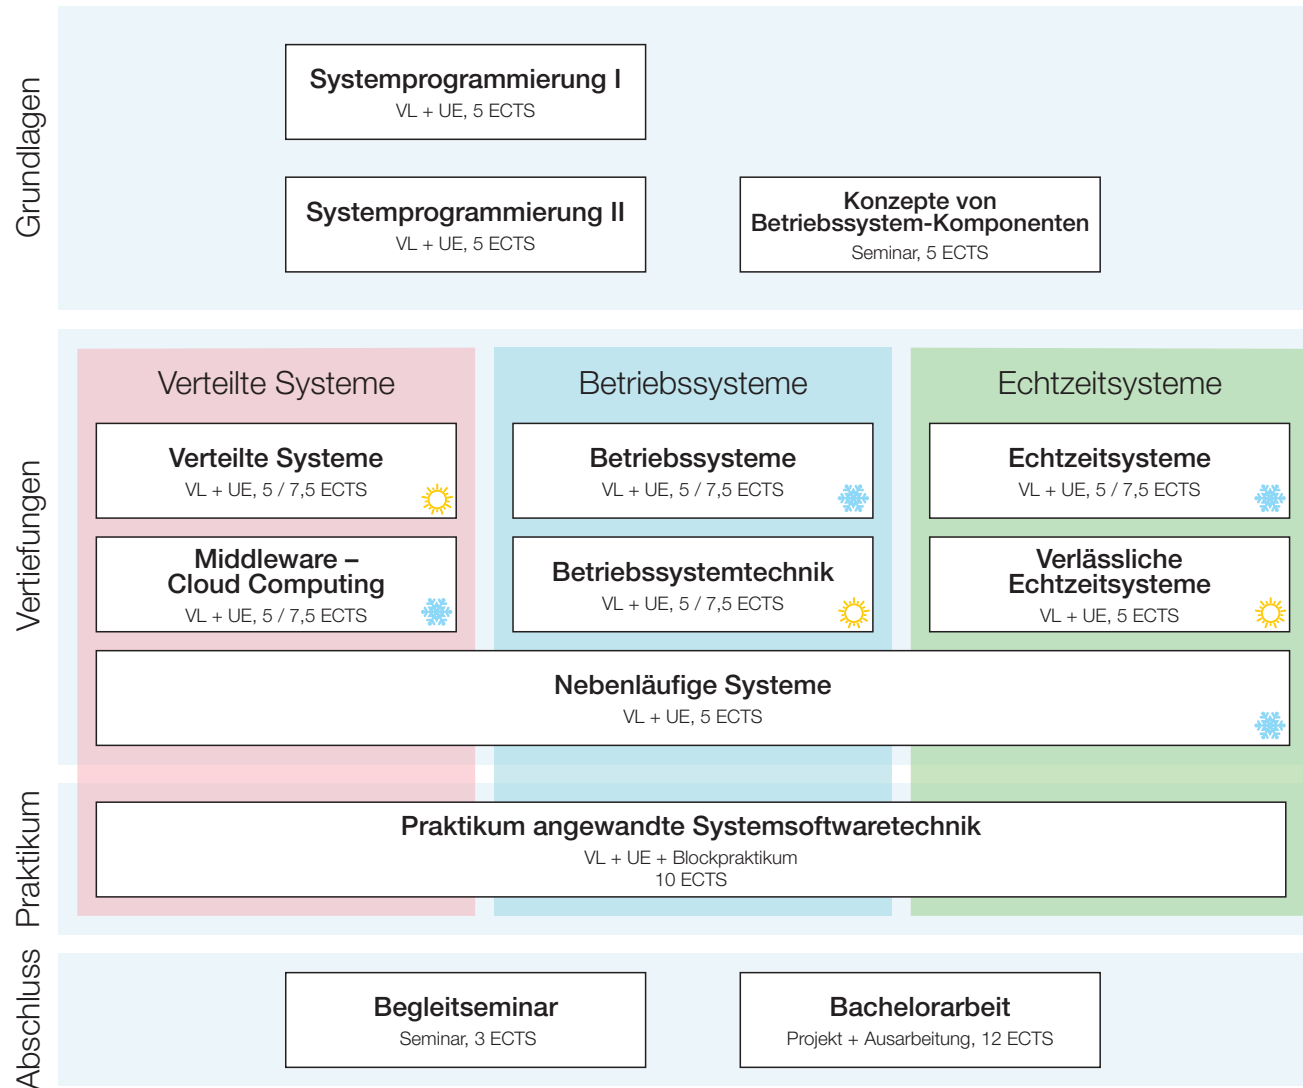 Grundlagen
Systemprogrammierung I
VL + UE, 5 ECTS
Systemprogrammierung II
VL + UE, 5 ECTS
Konzepte von
Betriebssystem-Komponenten
Seminar, 5 ECTS
Vertiefungen
Verteilte Systeme
Verteilte Systeme
VL + UE, 5 / 7,5 ECTS
Middleware –
Cloud Computing
VL + UE, 5 / 7,5 ECTS
Betriebssysteme
Betriebssysteme
VL + UE, 5 / 7,5 ECTS
Betriebssystemtechnik
VL + UE, 5 / 7,5 ECTS
Echtzeitsysteme
Echtzeitsysteme
VL + UE, 5 / 7,5 ECTS
Verlässliche
Echtzeitsysteme
VL + UE, 5 ECTS
Nebenläufige Systeme
VL + UE, 5 ECTS
Praktikum
Praktikum angewandte Systemsoftwaretechnik
VL + UE + Blockpraktikum
10 ECTS
Abschluss
Begleitseminar
Seminar, 3 ECTS
Bachelorarbeit
Projekt + Ausarbeitung, 12 ECTS